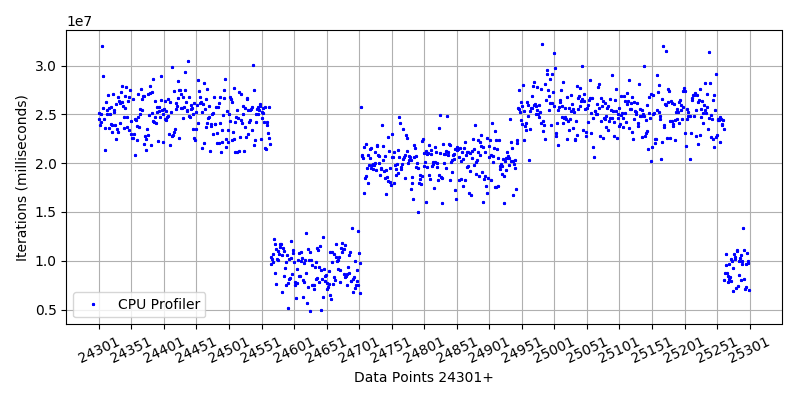 1e7
3.0
2.5
2.0
1.5
1.0
0.5
Iterations (milliseconds)
CPU Profiler
24301 24351 24401 24451 24501 24551 24601 24651 24701 24751 24801 24851 24901 24951 25001 25051 25101 25151 25201 25251 25301
Data Points 24301+